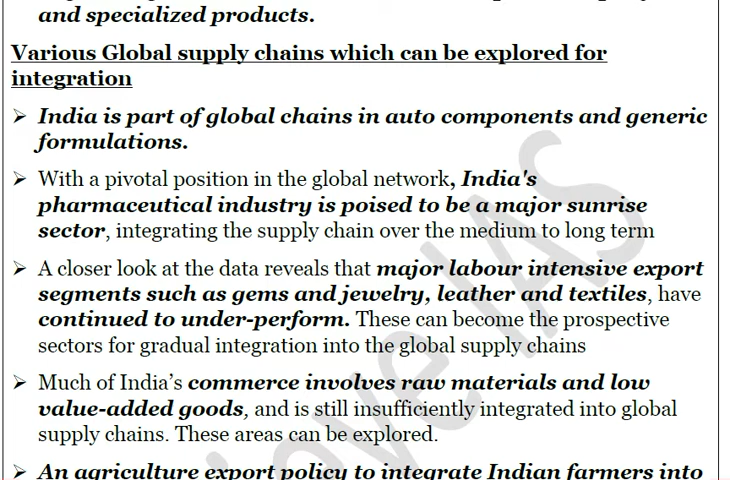 and specialized products.
Various Global supply chains which can be explored for
integration
➢ India is part of global chains in auto components and generic
formulations.
➢ With a pivotal position in the global network, India's
pharmaceutical industry is poised to be a major sunrise
sector, integrating the supply chain over the medium to long term
➢ A closer look at the data reveals that major labour intensive export
segments such as gems and jewelry, leather and textiles, have
continued to under-perform. These can become the prospective
sectors for gradual integration into the global supply chains
➢ Much of India's commerce involves raw materials and low
value-added goods, and is still insufficiently integrated into global
supply chains. These areas can be explored.
➢ An agriculture export policy to integrate Indian farmers into
IAS